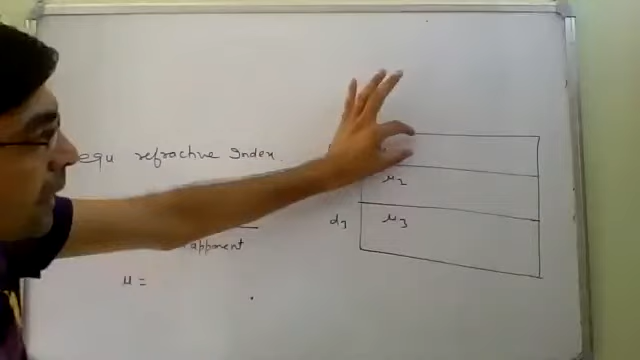 equ refractive Index.
μ2
d3 μ3
apparent
μ =